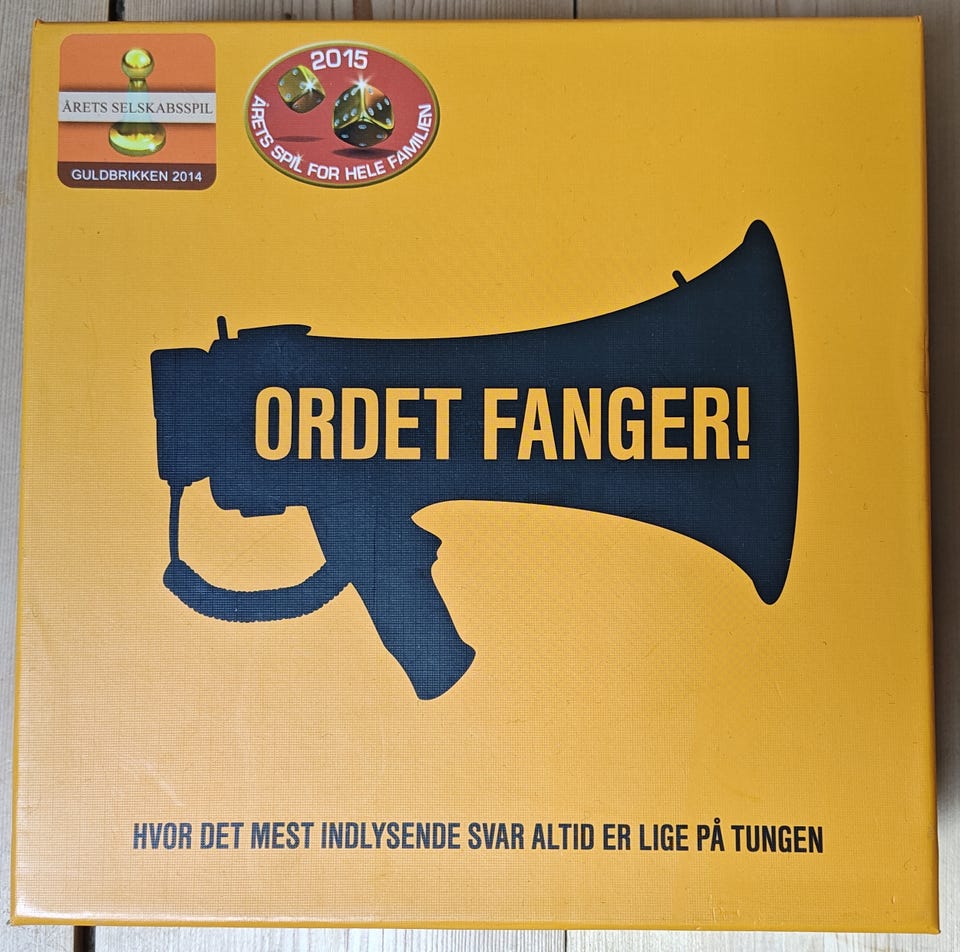 ÅRETS SELSKABSSPIL
GULDBRIKKEN 2014
2015
ÅRETS SPIL FOR HELE FAMILIEN
ORDET FANGER!
HVOR DET MEST INDLYSENDE SVAR ALTID ER LIGE PÅ TUNGEN